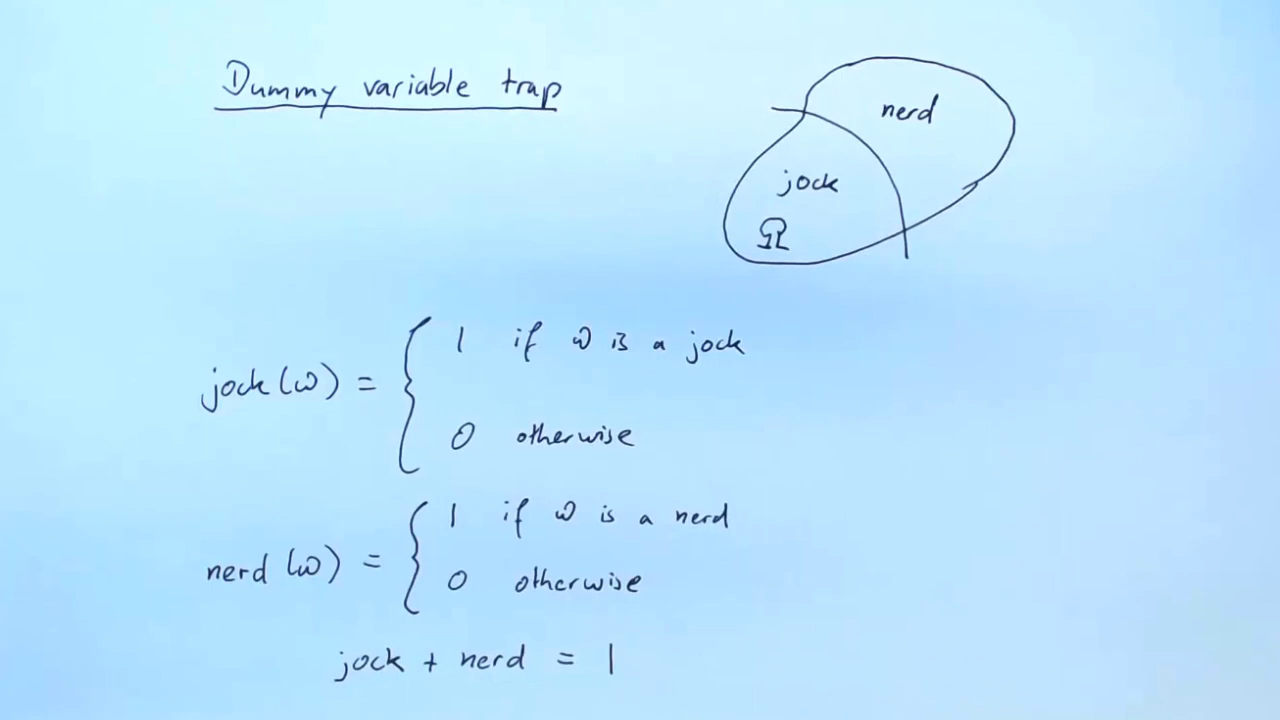 Dummy variable trap
nerd
jock
Ω
jock(ω) = { 1 if ω is a jock
0 otherwise
nerd (ω) = { 1 if ω is a nerd
0 otherwise
jock + nerd = 1